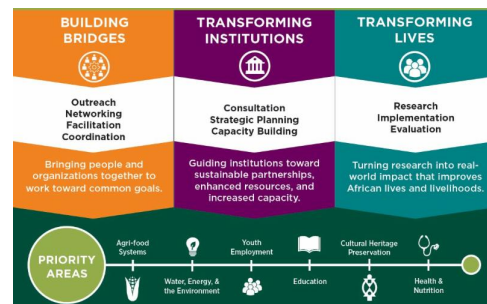 BUILDING
BRIDGES
Outreach
Networking
Facilitation
Coordination
Bringing people and
organizations together to
work toward common goals.
TRANSFORMING
INSTITUTIONS
Consultation
Strategic Planning
Capacity Building
Guiding institutions toward
sustainable partnerships,
enhanced resources, and
increased capacity.
TRANSFORMING
LIVES
Research
Implementation
Evaluation
Turning research into real-
world impact that improves
African lives and livelihoods.
PRIORITY
AREAS
Agri-food
Systems
Water, Energy, &
the Environment
Youth
Employment
Education
Cultural Heritage
Preservation
Health &
Nutrition